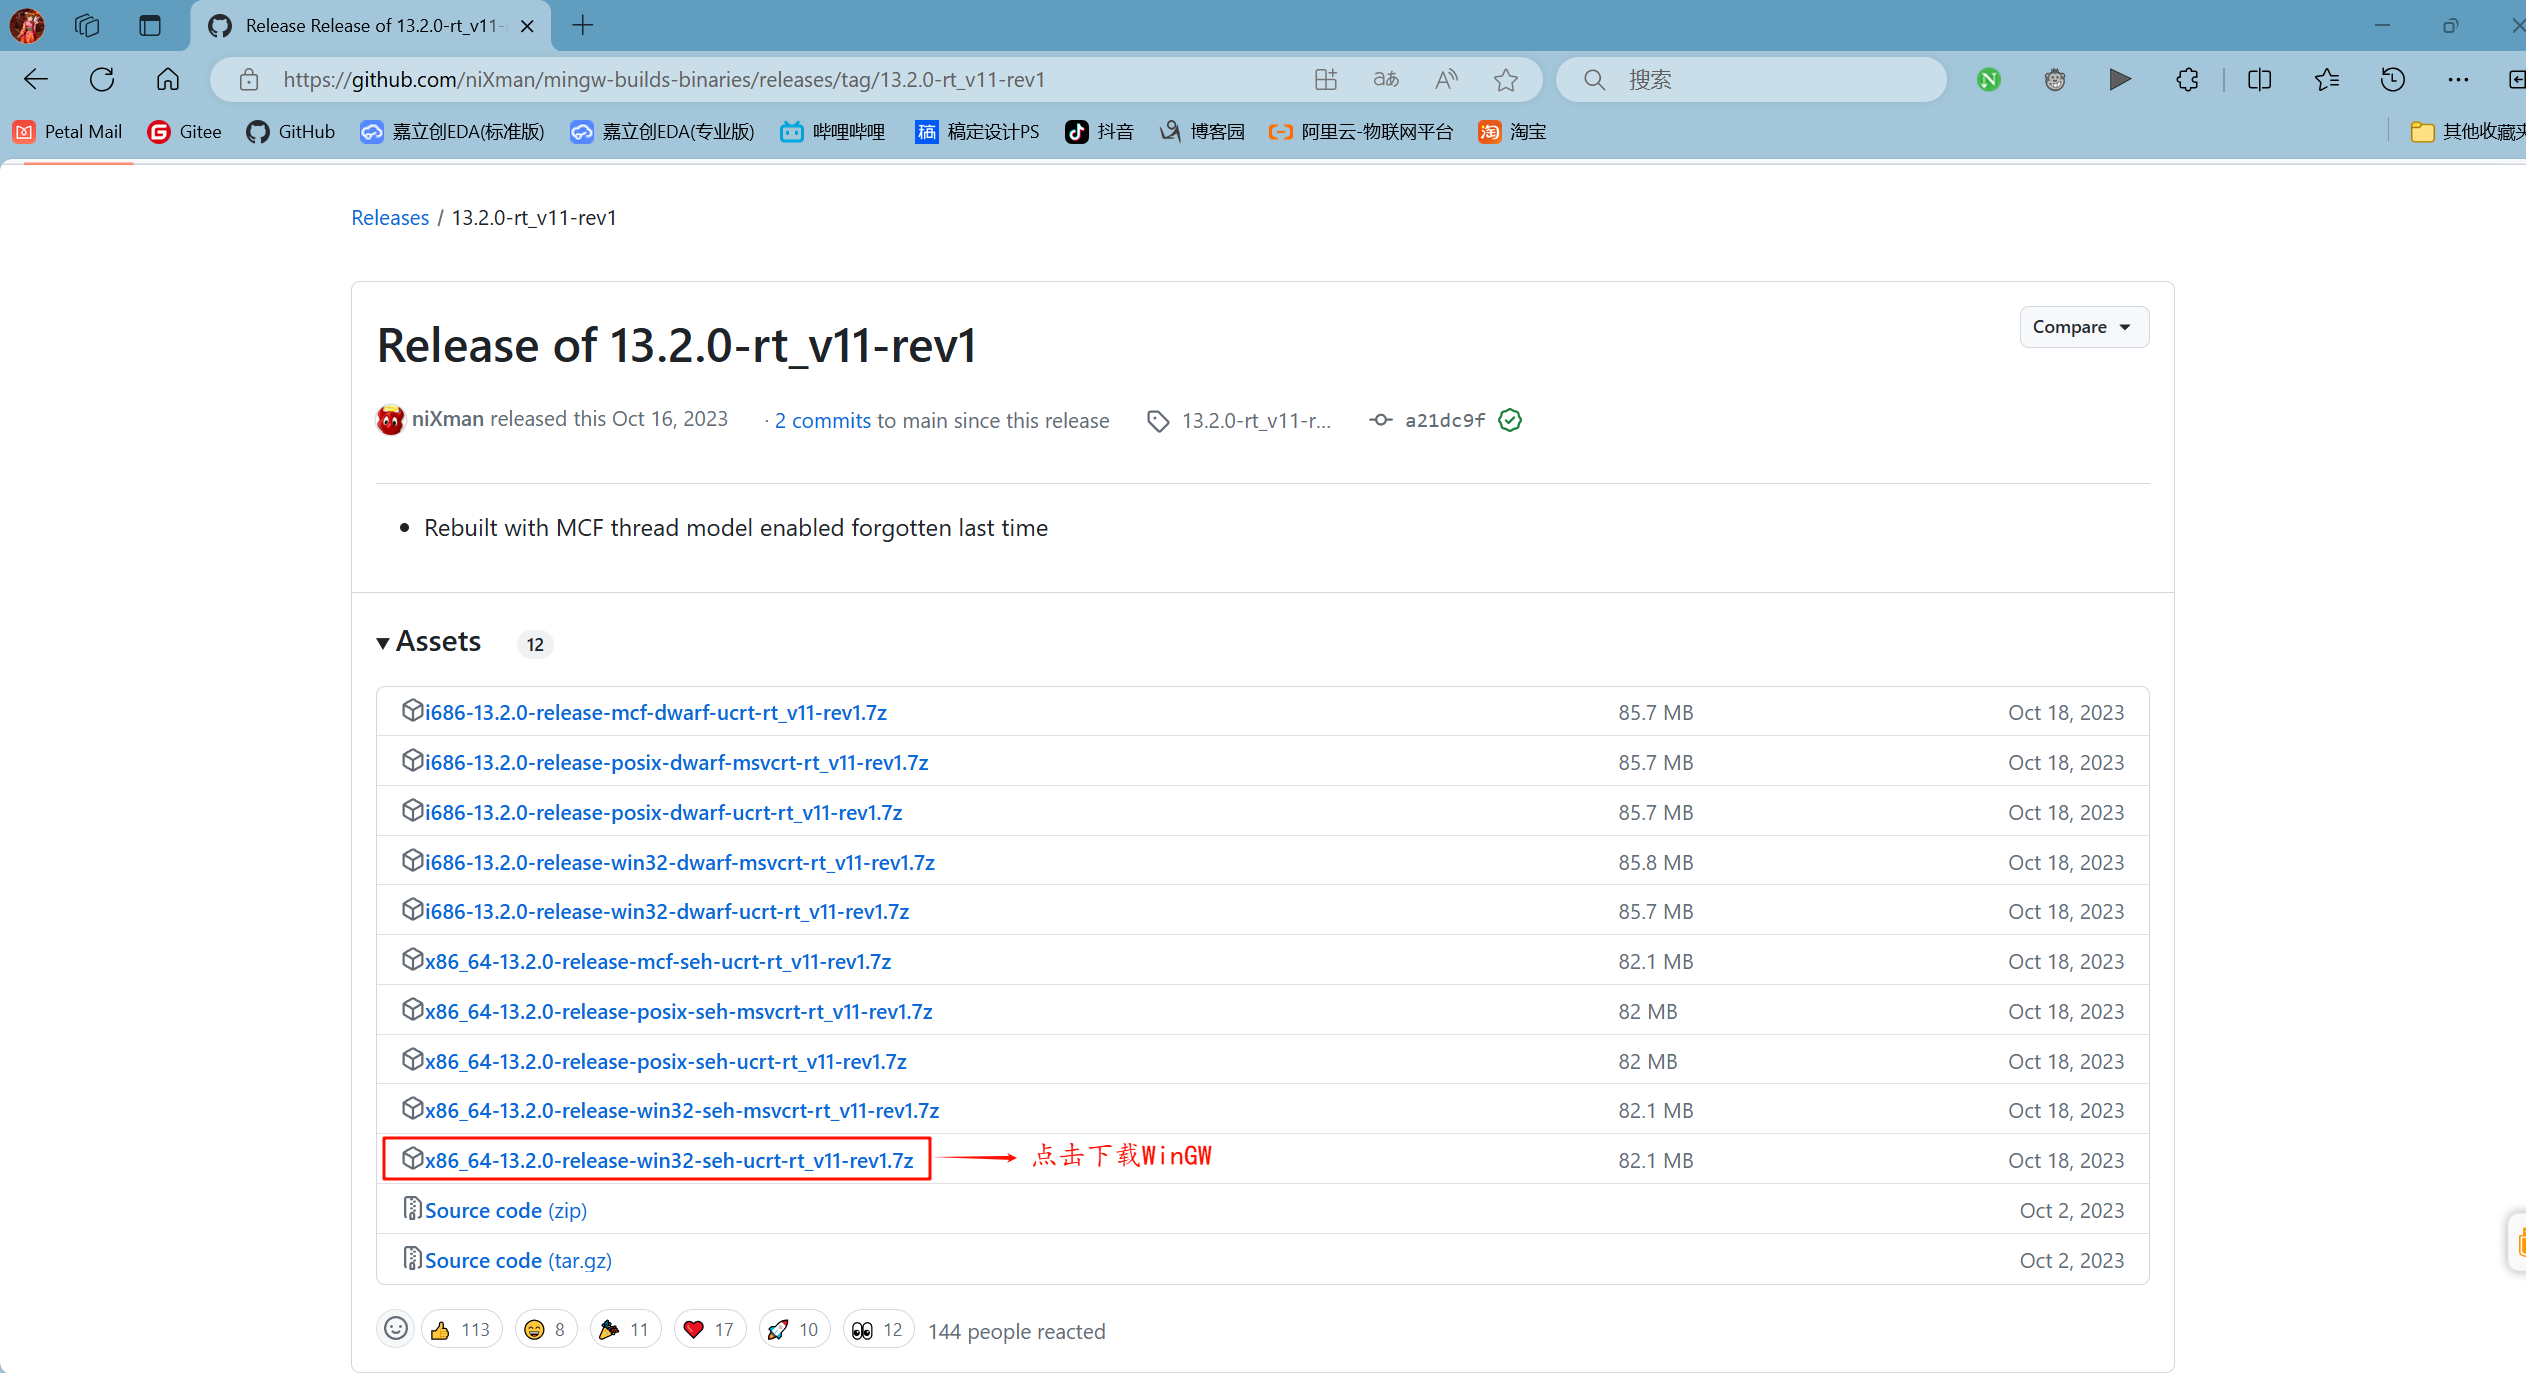 Release Release of 13.2.0-rt_v11-
https://github.com/niXman/mingw-builds-binaries/releases/tag/13.2.0-rt_v11-rev1
aあ
搜索
Petal Mail
Gitee
GitHub
嘉立创EDA(标准版)
嘉立创EDA(专业版)
哔哩哔哩
稿 稿定设计PS
抖音
博客园
阿里云-物联网平台
淘 淘宝
其他收藏夹
Releases / 13.2.0-rt_v11-rev1
Release of 13.2.0-rt_v11-rev1
Compare
niXman released this Oct 16, 2023
· 2 commits to main since this release
13.2.0-rt_v11-r...
a21dc9f
• Rebuilt with MCF thread model enabled forgotten last time
Assets 12
i686-13.2.0-release-mcf-dwarf-ucrt-rt_v11-rev1.7z 85.7 MB Oct 18, 2023
i686-13.2.0-release-posix-dwarf-msvcrt-rt_v11-rev1.7z 85.7 MB Oct 18, 2023
i686-13.2.0-release-posix-dwarf-ucrt-rt_v11-rev1.7z 85.7 MB Oct 18, 2023
i686-13.2.0-release-win32-dwarf-msvcrt-rt_v11-rev1.7z 85.8 MB Oct 18, 2023
i686-13.2.0-release-win32-dwarf-ucrt-rt_v11-rev1.7z 85.7 MB Oct 18, 2023
x86_64-13.2.0-release-mcf-seh-ucrt-rt_v11-rev1.7z 82.1 MB Oct 18, 2023
x86_64-13.2.0-release-posix-seh-msvcrt-rt_v11-rev1.7z 82 MB Oct 18, 2023
x86_64-13.2.0-release-posix-seh-ucrt-rt_v11-rev1.7z 82 MB Oct 18, 2023
x86_64-13.2.0-release-win32-seh-msvcrt-rt_v11-rev1.7z 82.1 MB Oct 18, 2023
x86_64-13.2.0-release-win32-seh-ucrt-rt_v11-rev1.7z 点击下载WinGW 82.1 MB Oct 18, 2023
Source code (zip) Oct 2, 2023
Source code (tar.gz) Oct 2, 2023
113 8 11 17 10 12 144 people reacted